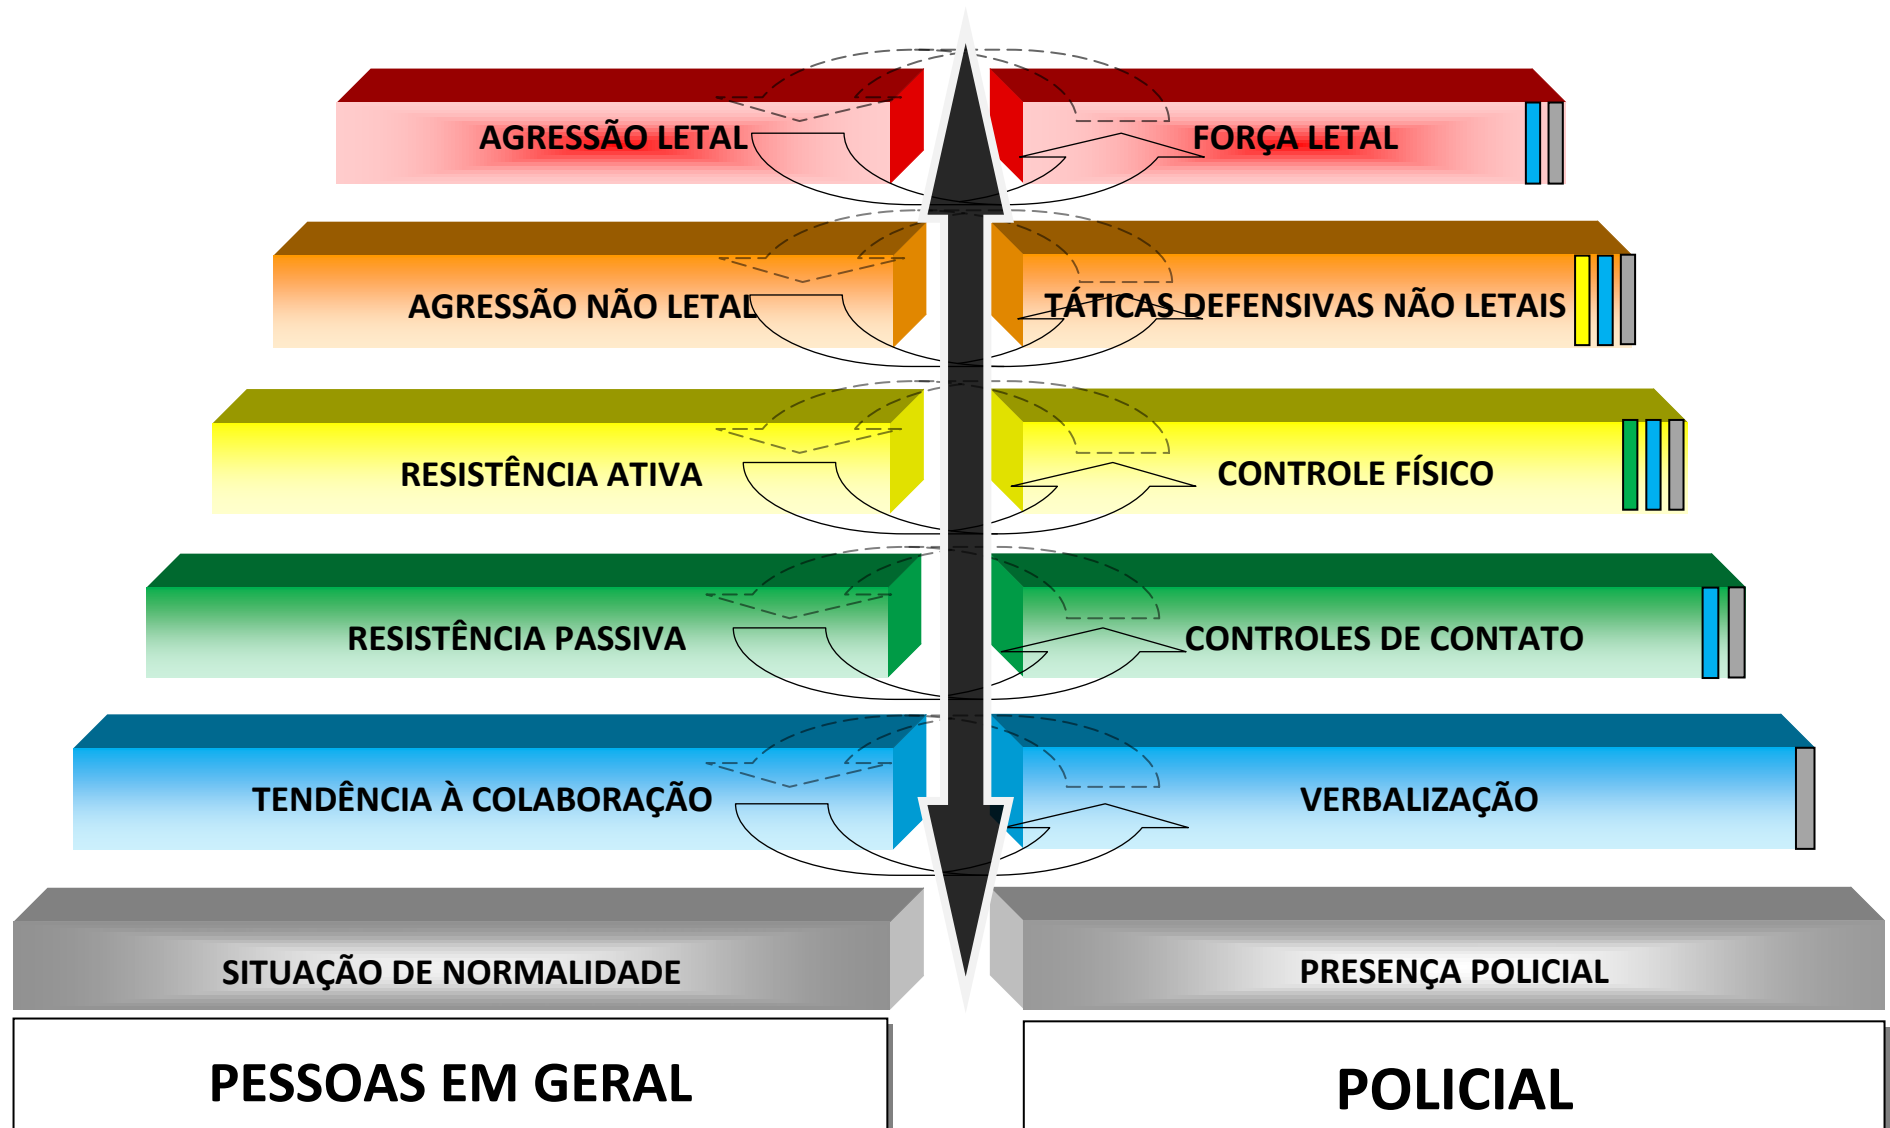 AGRESSÃO LETAL
FORÇA LETAL
AGRESSÃO NÃO LETAL
TÁTICAS DEFENSIVAS NÃO LETAIS
RESISTÊNCIA ATIVA
CONTROLE FÍSICO
RESISTÊNCIA PASSIVA
CONTROLES DE CONTATO
TENDÊNCIA À COLABORAÇÃO
VERBALIZAÇÃO
SITUAÇÃO DE NORMALIDADE
PRESENÇA POLICIAL
PESSOAS EM GERAL
POLICIAL